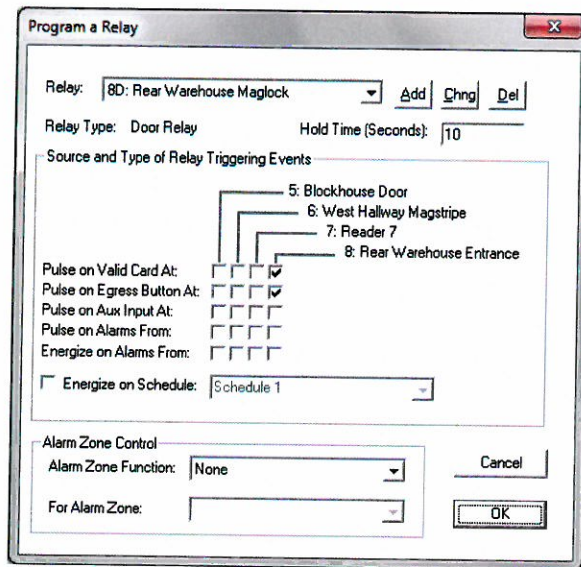 Program a Relay
Relay: 8D: Rear Warehouse Maglock Add Chng Del
Relay Type: Door Relay Hold Time (Seconds): 10
Source and Type of Relay Triggering Events
5: Blockhouse Door
6: West Hallway Magstripe
7: Reader 7
8: Rear Warehouse Entrance
Pulse on Valid Card At:
Pulse on Egress Button At:
Pulse on Aux Input At:
Pulse on Alarms From:
Energize on Alarms From:
Energize on Schedule: Schedule 1
Alarm Zone Control
Alarm Zone Function: None Cancel
For Alarm Zone: OK